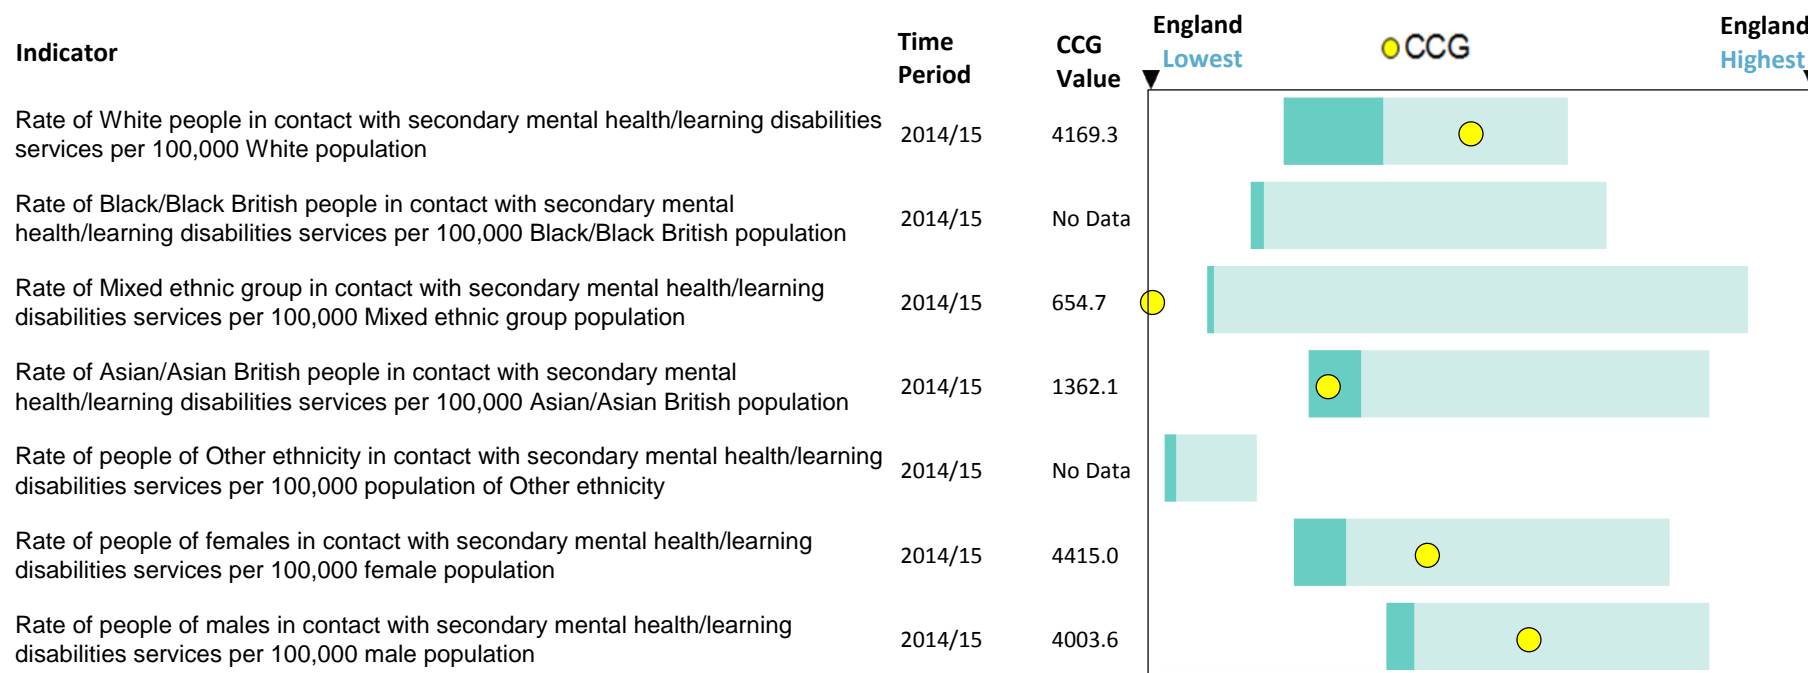 Indicator
Time
Period
CCG
Value
England
Lowest
CCG
England
Highest
Rate of White people in contact with secondary mental health/learning disabilities
services per 100,000 White population
2014/15
4169.3
Rate of Black/Black British people in contact with secondary mental
health/learning disabilities services per 100,000 Black/Black British population
2014/15
No Data
Rate of Mixed ethnic group in contact with secondary mental health/learning
disabilities services per 100,000 Mixed ethnic group population
2014/15
654.7
Rate of Asian/Asian British people in contact with secondary mental
health/learning disabilities services per 100,000 Asian/Asian British population
2014/15
1362.1
Rate of people of Other ethnicity in contact with secondary mental health/learning
disabilities services per 100,000 population of Other ethnicity
2014/15
No Data
Rate of people of females in contact with secondary mental health/learning
disabilities services per 100,000 female population
2014/15
4415.0
Rate of people of males in contact with secondary mental health/learning
disabilities services per 100,000 male population
2014/15
4003.6